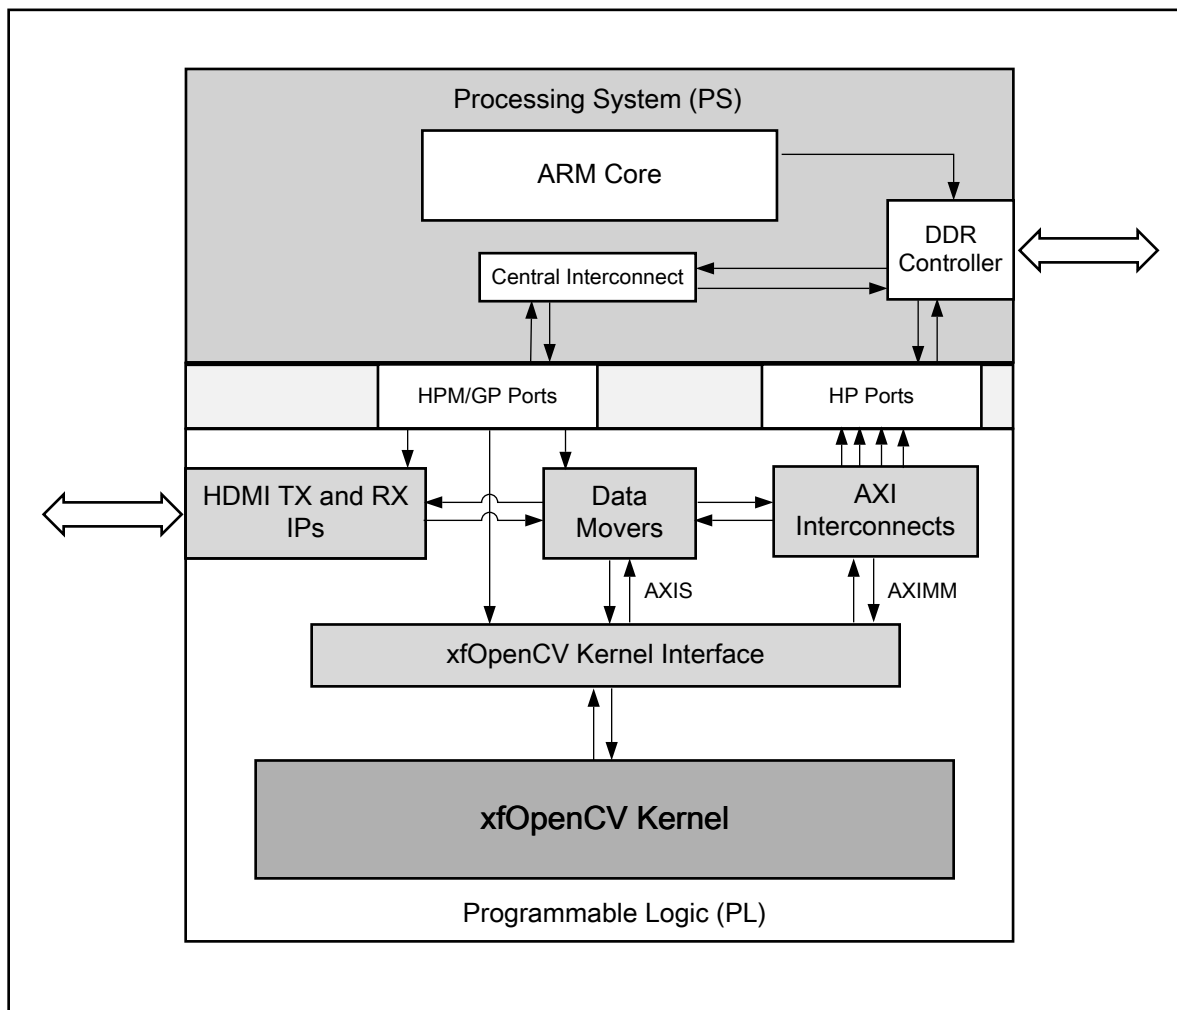 Processing System (PS)
ARM Core
DDR
Controller
Central Interconnect
HPM/GP Ports
HP Ports
HDMI TX and RX
IPs
Data
Movers
AXI
Interconnects
AXIS
AXIMM
xfOpenCV Kernel Interface
xfOpenCV Kernel
Programmable Logic (PL)